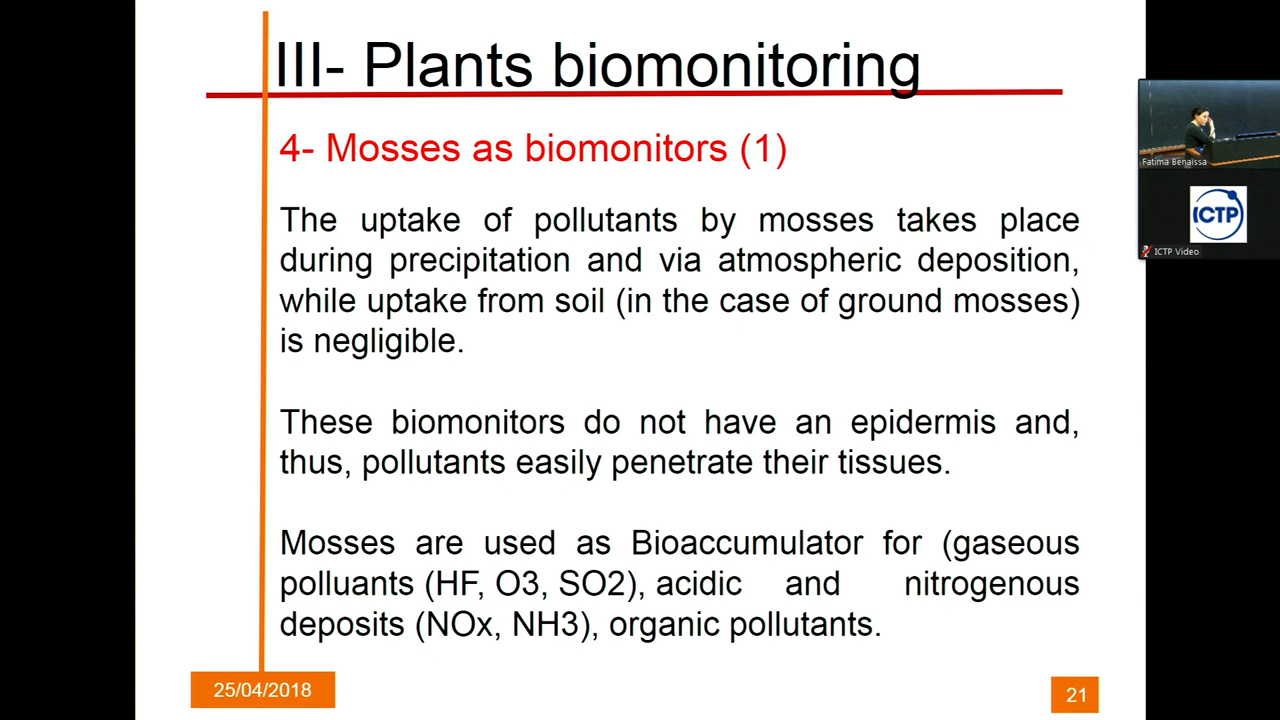 III- Plants biomonitoring
4- Mosses as biomonitors (1)
The uptake of pollutants by mosses takes place
during precipitation and via atmospheric deposition,
while uptake from soil (in the case of ground mosses)
is negligible.
These biomonitors do not have an epidermis and,
thus, pollutants easily penetrate their tissues.
Mosses are used as Bioaccumulator for (gaseous
polluants (HF, O3, SO2), acidic and nitrogenous
deposits (NOx, NH3), organic pollutants.
25/04/2018
21
Fatima Benaissa
ICTP
ICTP Video